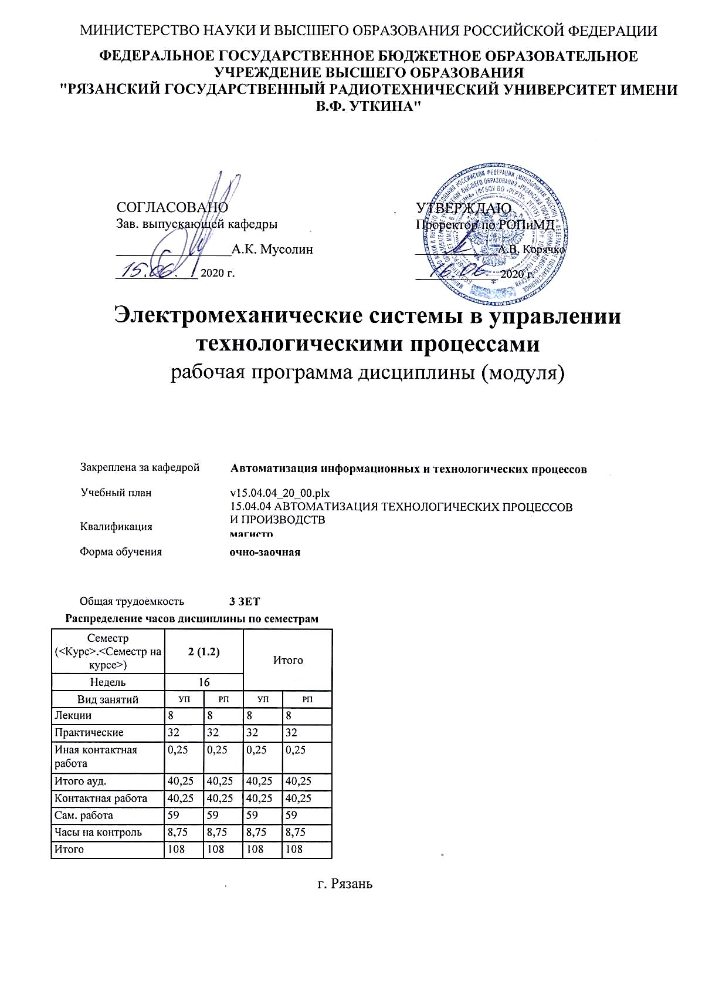 МИНИСТЕРСТВО НАУКИ И ВЫСШЕГО ОБРАЗОВАНИЯ РОССИЙСКОЙ ФЕДЕРАЦИИ
ФЕДЕРАЛЬНОЕ ГОСУДАРСТВЕННОЕ БЮДЖЕТНОЕ ОБРАЗОВАТЕЛЬНОЕ
УЧРЕЖДЕНИЕ ВЫСШЕГО ОБРАЗОВАНИЯ
"РЯЗАНСКИЙ ГОСУДАРСТВЕННЫЙ РАДИОТЕХНИЧЕСКИЙ УНИВЕРСИТЕТ ИМЕНИ
В.Ф. УТКИНА"
СОГЛАСОВАНО
Зав. выпускающей кафедры
А.К. Мусолин
15.06. 2020 г.
УТВЕРЖДАЮ
Проректор по РОПиМД
А.В. Корячко
16.06. 2020 г.
Электромеханические системы в управлении
технологическими процессами
рабочая программа дисциплины (модуля)
Закреплена за кафедрой Автоматизация информационных и технологических процессов
Учебный план v15.04.04_20_00.plx
15.04.04 АВТОМАТИЗАЦИЯ ТЕХНОЛОГИЧЕСКИХ ПРОЦЕССОВ
И ПРОИЗВОДСТВ
Квалификация магистр
Форма обучения очно-заочная
Общая трудоемкость 3 ЗЕТ
Распределение часов дисциплины по семестрам
Семестр
(<Курс>.<Семестр на
курсе>)
2 (1.2)
Итого
Недель 16
Вид занятий УП РП УП РП
Лекции 8 8 8 8
Практические 32 32 32 32
Иная контактная
работа
0,25 0,25 0,25 0,25
Итого ауд. 40,25 40,25 40,25 40,25
Контактная работа 40,25 40,25 40,25 40,25
Сам. работа 59 59 59 59
Часы на контроль 8,75 8,75 8,75 8,75
Итого 108 108 108 108
г. Рязань